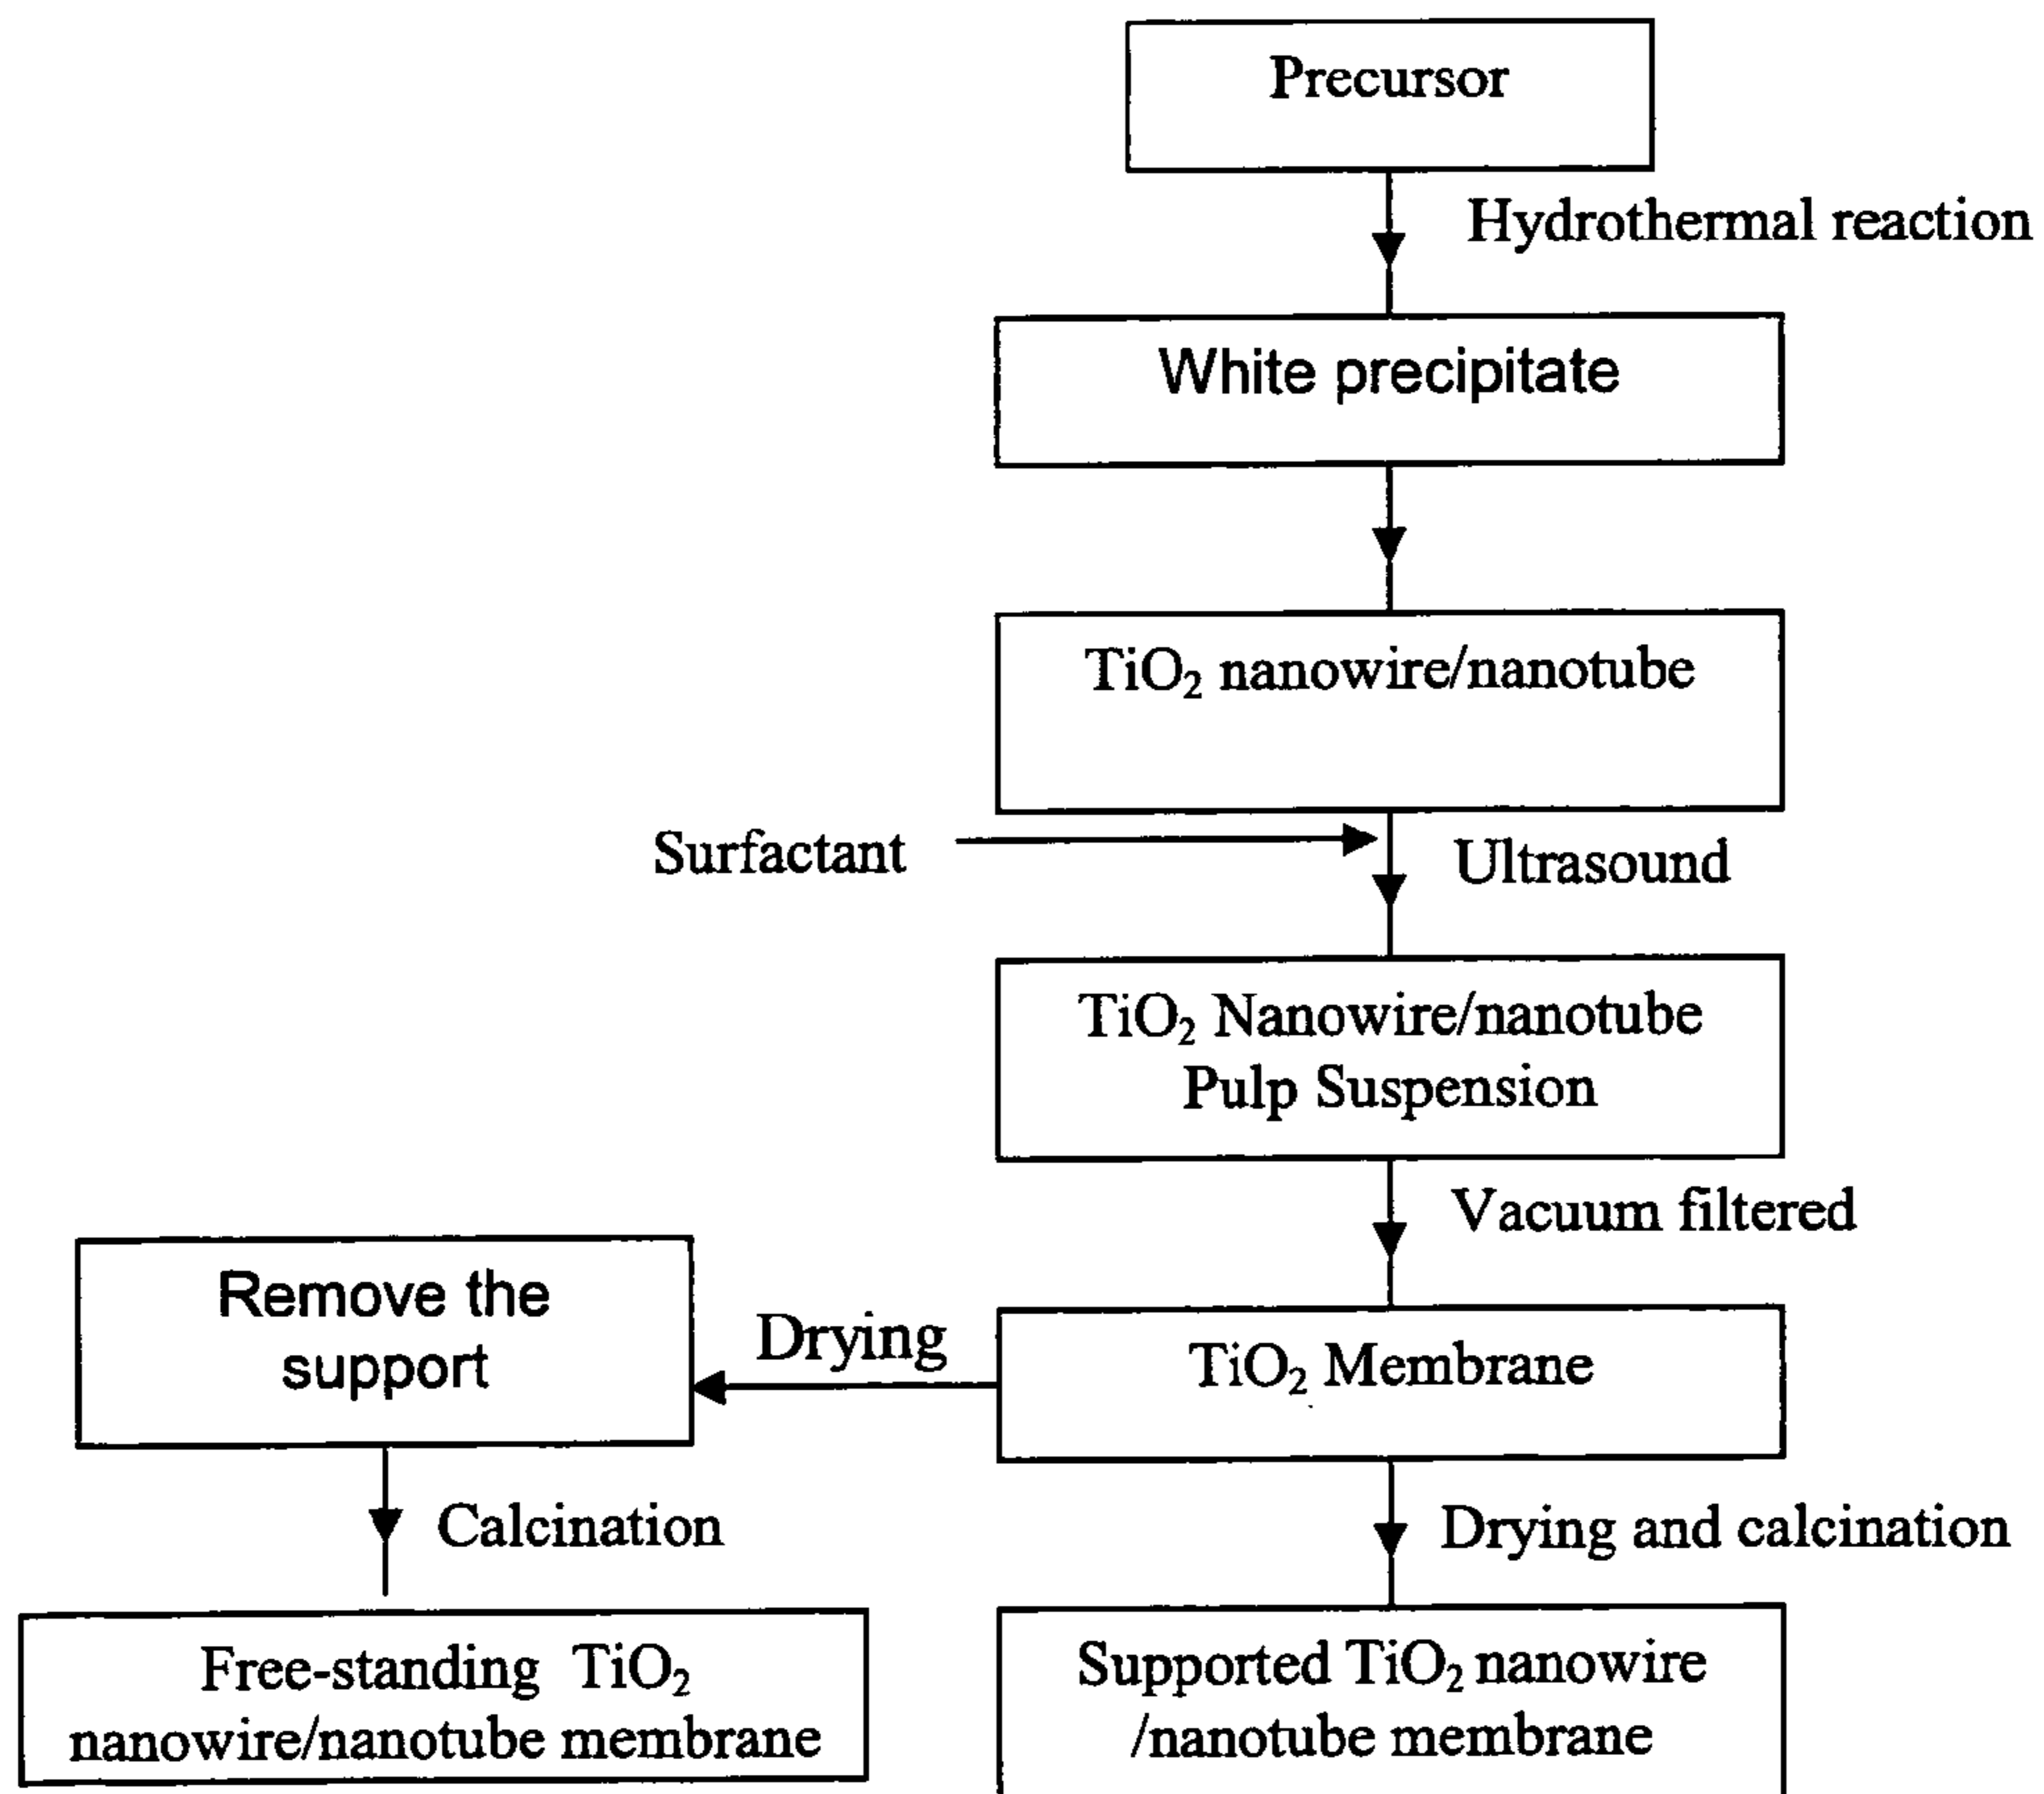 Precursor
Hydrothermal reaction
White precipitate
TiO₂ nanowire/nanotube
Surfactant
Ultrasound
TiO₂ Nanowire/nanotube
Pulp Suspension
Vacuum filtered
Remove the
support
Drying
TiO₂ Membrane
Calcination
Drying and calcination
Free-standing TiO₂
nanowire/nanotube membrane
Supported TiO₂ nanowire
/nanotube membrane